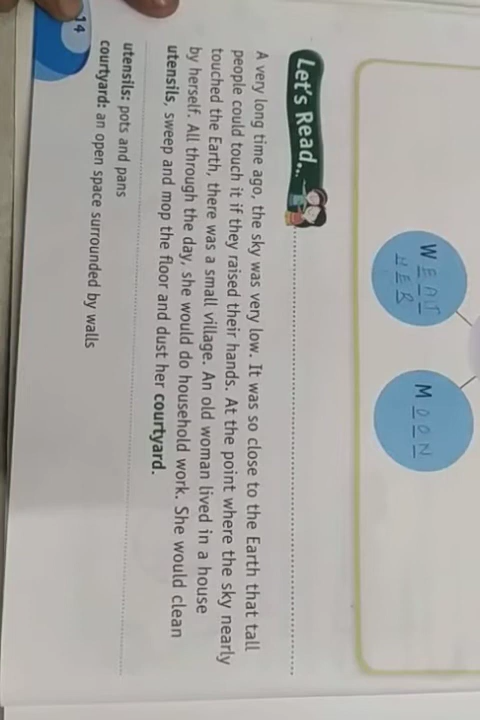 WEAT
HER
MOON
Let's Read...
A very long time ago, the sky was very low. It was so close to the Earth that tall
people could touch it if they raised their hands. At the point where the sky nearly
touched the Earth, there was a small village. An old woman lived in a house
by herself. All through the day, she would do household work. She would clean
utensils, sweep and mop the floor and dust her courtyard.
utensils: pots and pans
courtyard: an open space surrounded by walls
14